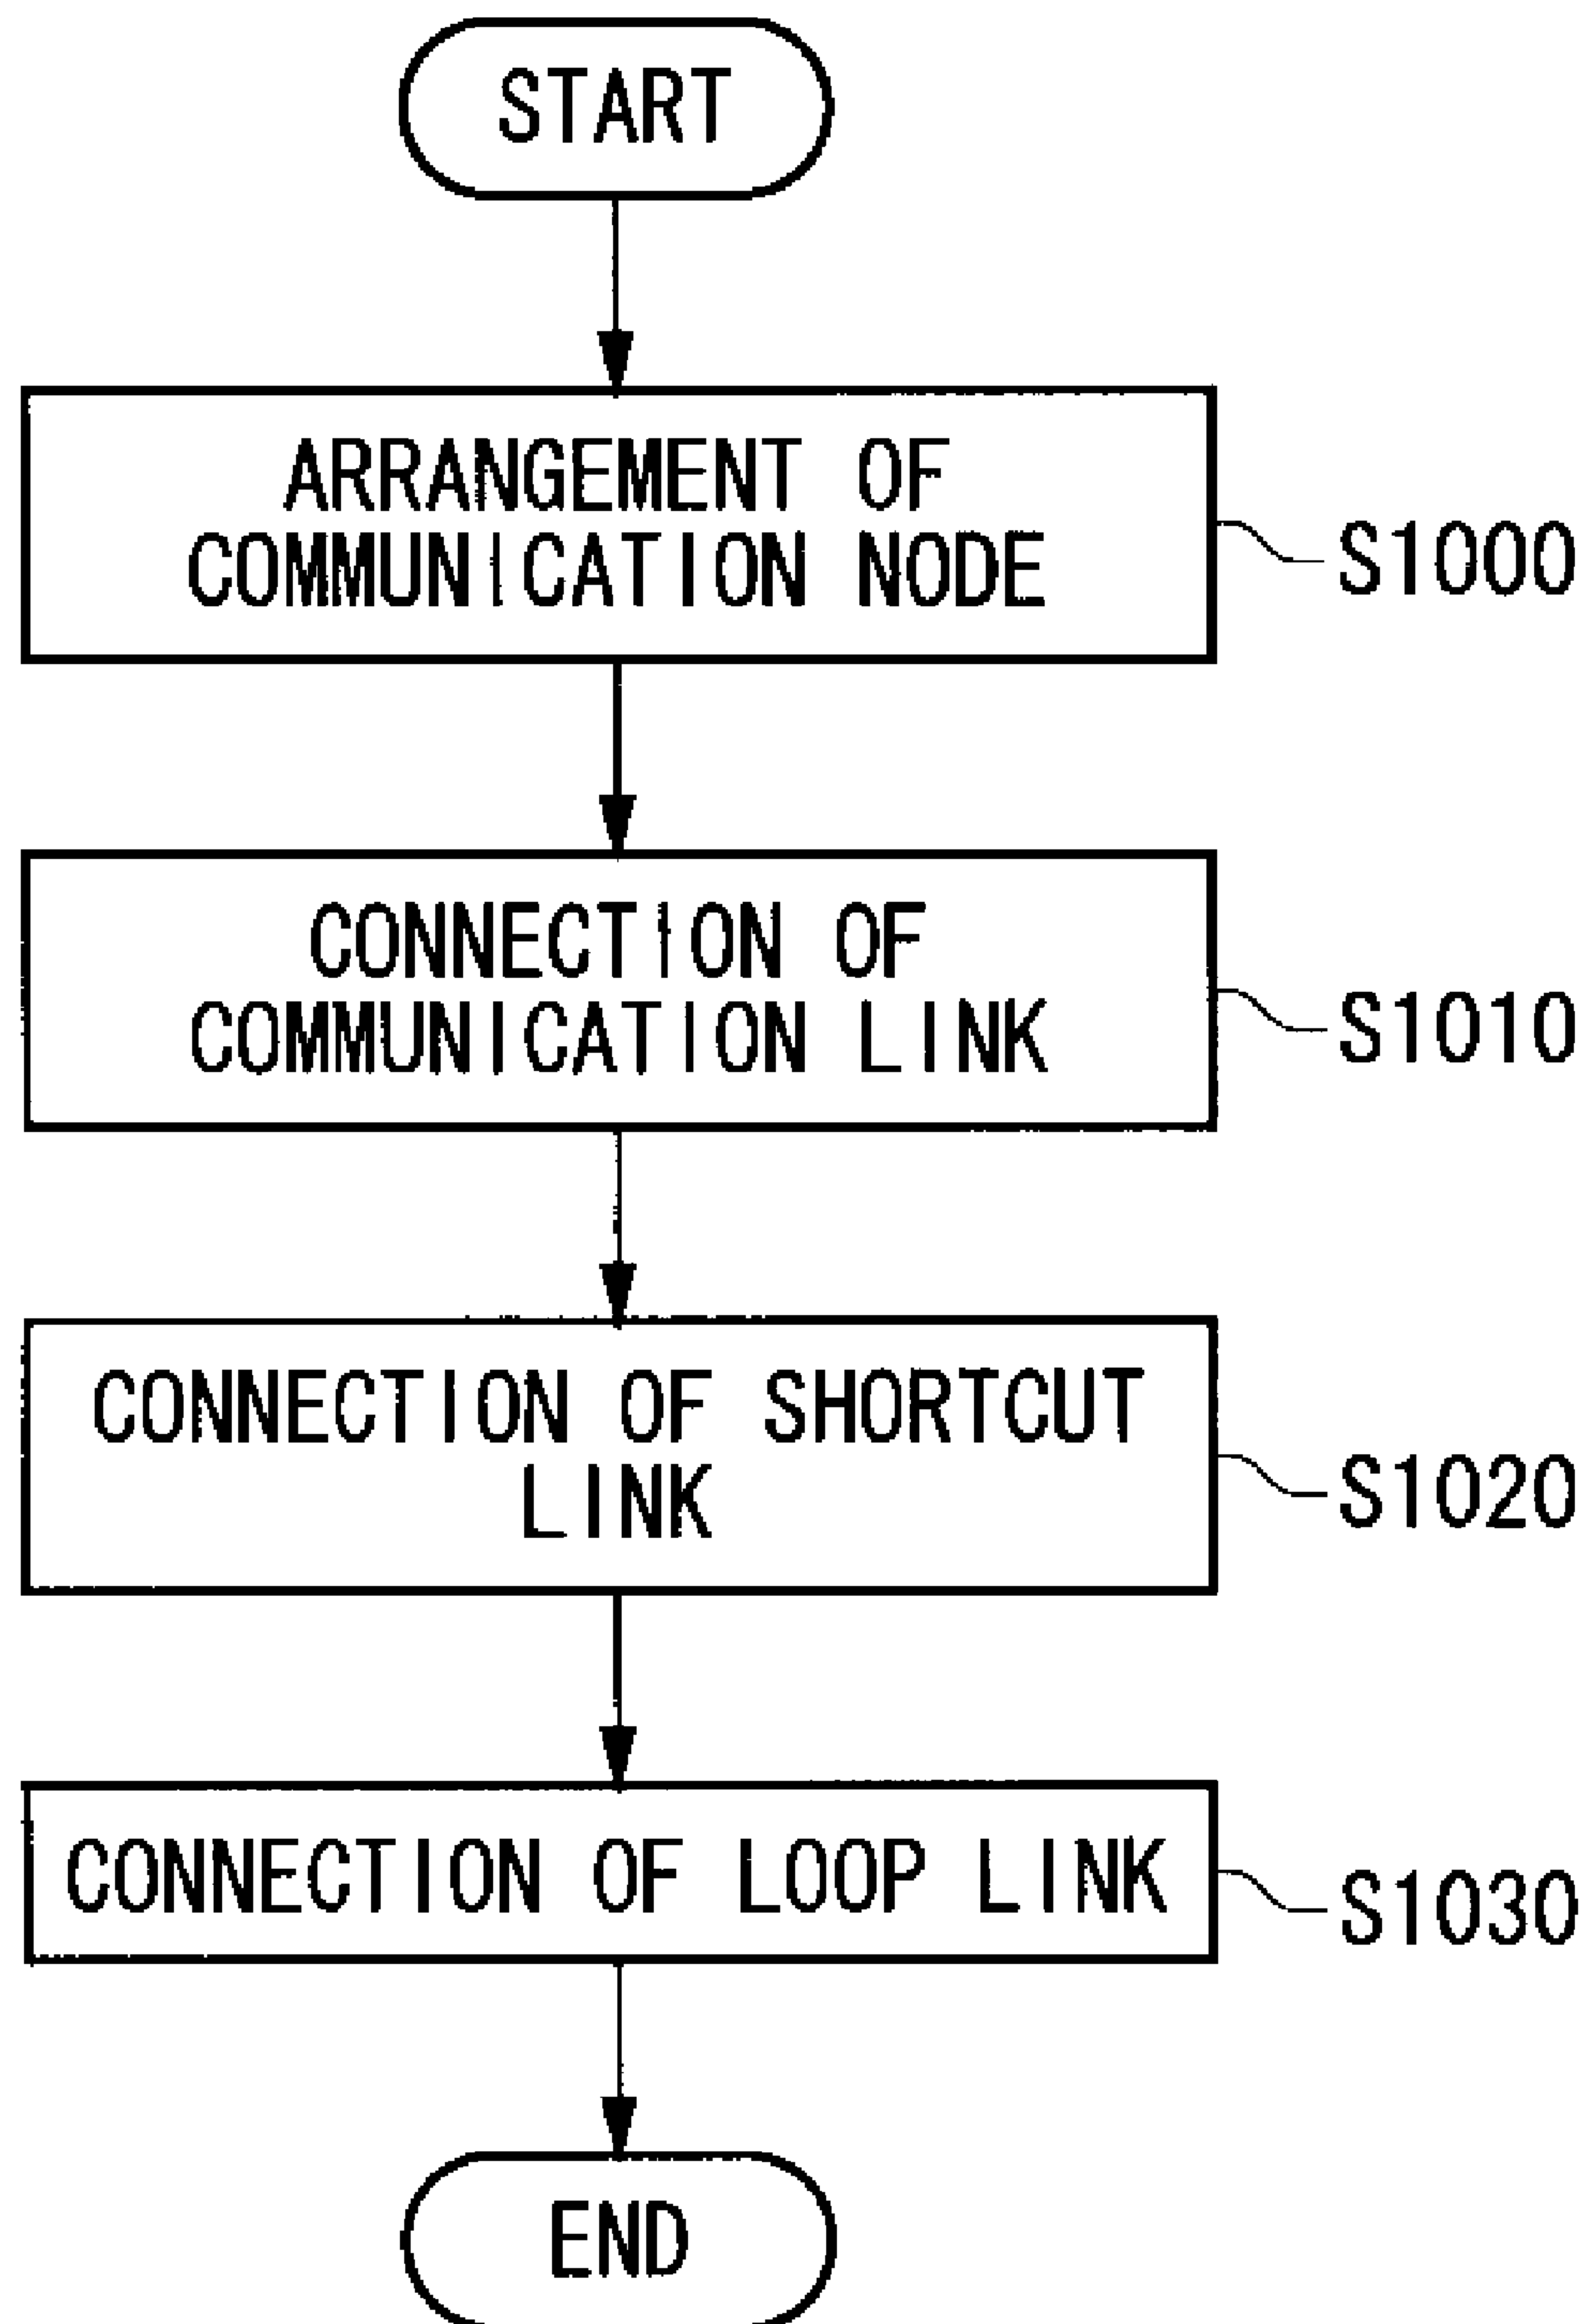 START
ARRANGEMENT OF
COMMUNICATION NODE
S1000
CONNECTION OF
COMMUNICATION LINK
S1010
CONNECTION OF SHORTCUT
LINK
S1020
CONNECTION OF LOOP LINK
S1030
END